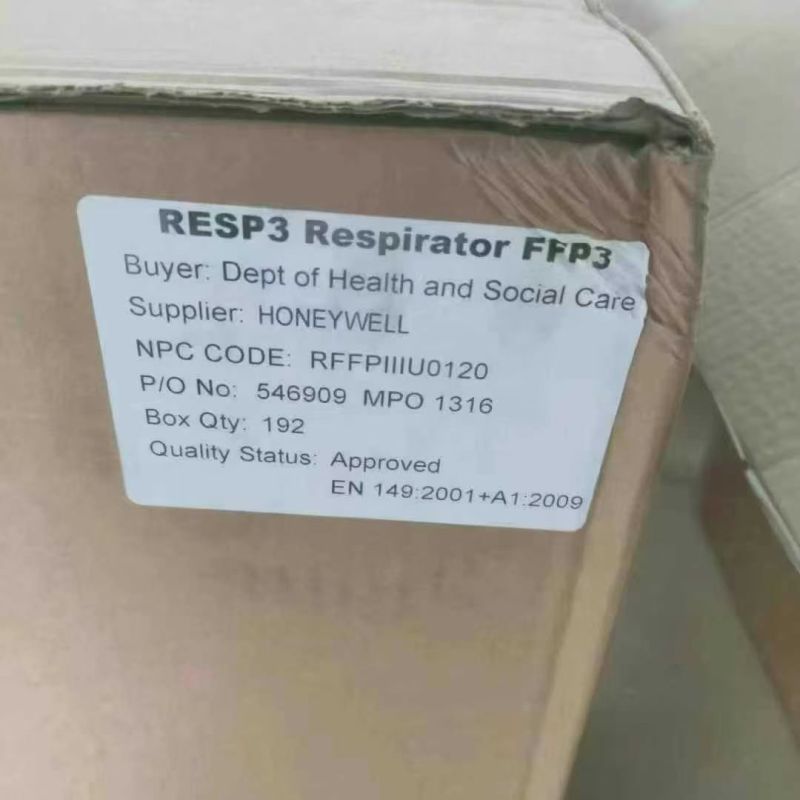 RESP3 Respirator FFP3
Buyer: Dept of Health and Social Care
Supplier: HONEYWELL
NPC CODE: RFFPIIIU0120
P/O No: 546909 MPO 1316
Box Qty: 192
Quality Status: Approved
EN 149:2001+A1:2009